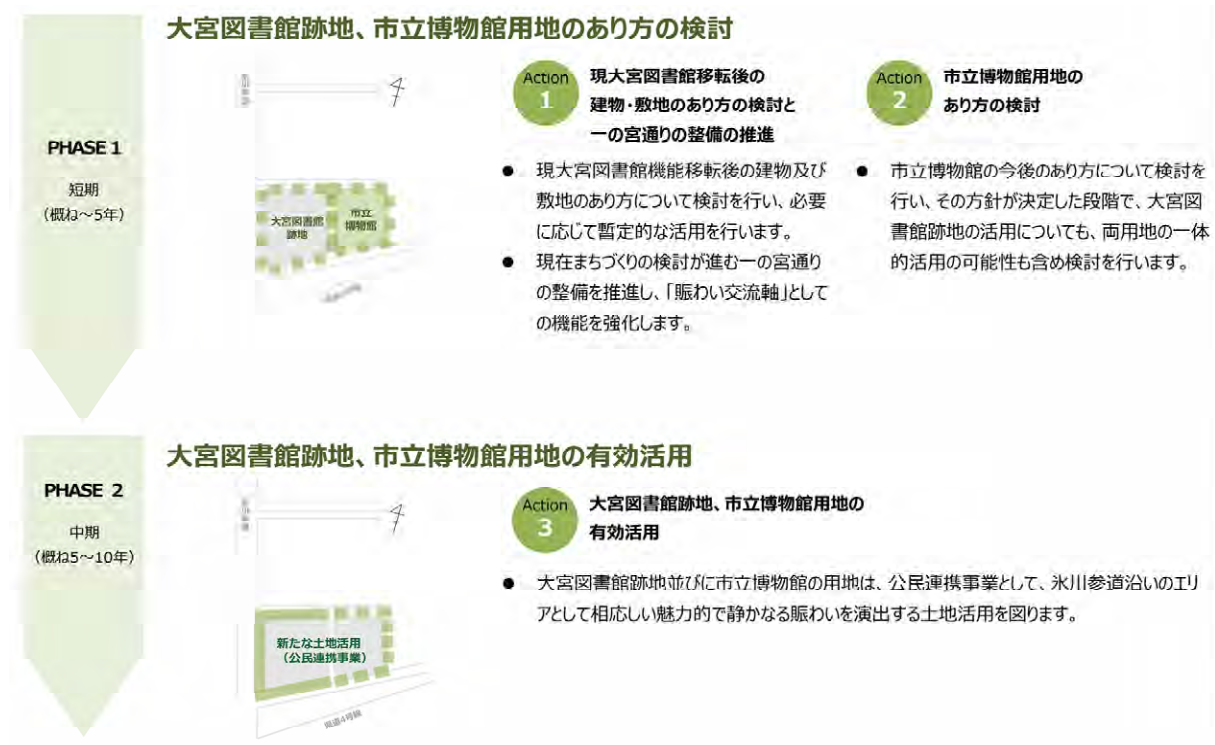 大宮図書館跡地、市立博物館用地のあり方の検討
PHASE 1
短期
（概ね～5年）
大宮図書館
跡地
市立
博物館
Action
1
現大宮図書館移転後の
建物・敷地のあり方の検討と
一の宮通りの整備の推進
● 現大宮図書館機能移転後の建物及び
敷地のあり方について検討を行い、必要
に応じて暫定的な活用を行います。
● 現在まちづくりの検討が進む一の宮通り
の整備を推進し、「賑わい交流軸」として
の機能を強化します。
Action
2
市立博物館用地の
あり方の検討
● 市立博物館の今後のあり方について検討を
行い、その方針が決定した段階で、大宮図
書館跡地の活用についても、両用地の一体
的活用の可能性も含め検討を行います。
大宮図書館跡地、市立博物館用地の有効活用
PHASE 2
中期
（概ね5～10年）
新たな土地活用
（公民連携事業）
県道4号線
Action
3
大宮図書館跡地、市立博物館用地の
有効活用
● 大宮図書館跡地並びに市立博物館の用地は、公民連携事業として、氷川参道沿いのエリ
アとして相応しい魅力的で静かなる賑わいを演出する土地活用を図ります。